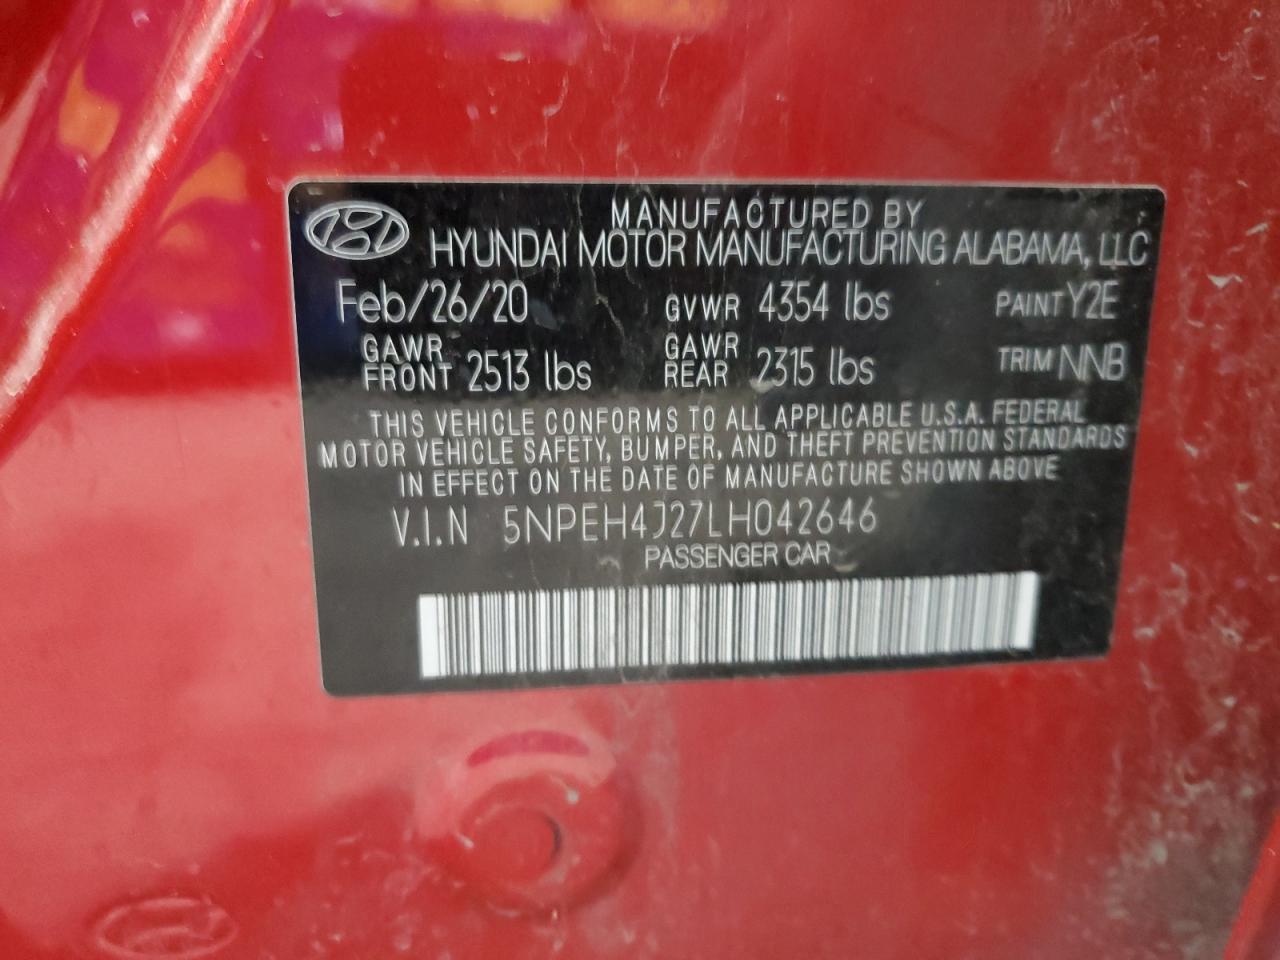 MANUFACTURED BY
HYUNDAI MOTOR MANUFACTURING ALABAMA, LLC
Feb/26/20 GVWR 4354 lbs PAINT Y2E
GAWR FRONT 2513 lbs GAWR REAR 2315 lbs TRIM NNB
THIS VEHICLE CONFORMS TO ALL APPLICABLE U.S.A. FEDERAL
MOTOR VEHICLE SAFETY, BUMPER, AND THEFT PREVENTION STANDARDS
IN EFFECT ON THE DATE OF MANUFACTURE SHOWN ABOVE
V.I.N 5NPEH4J27LH042646
PASSENGER CAR